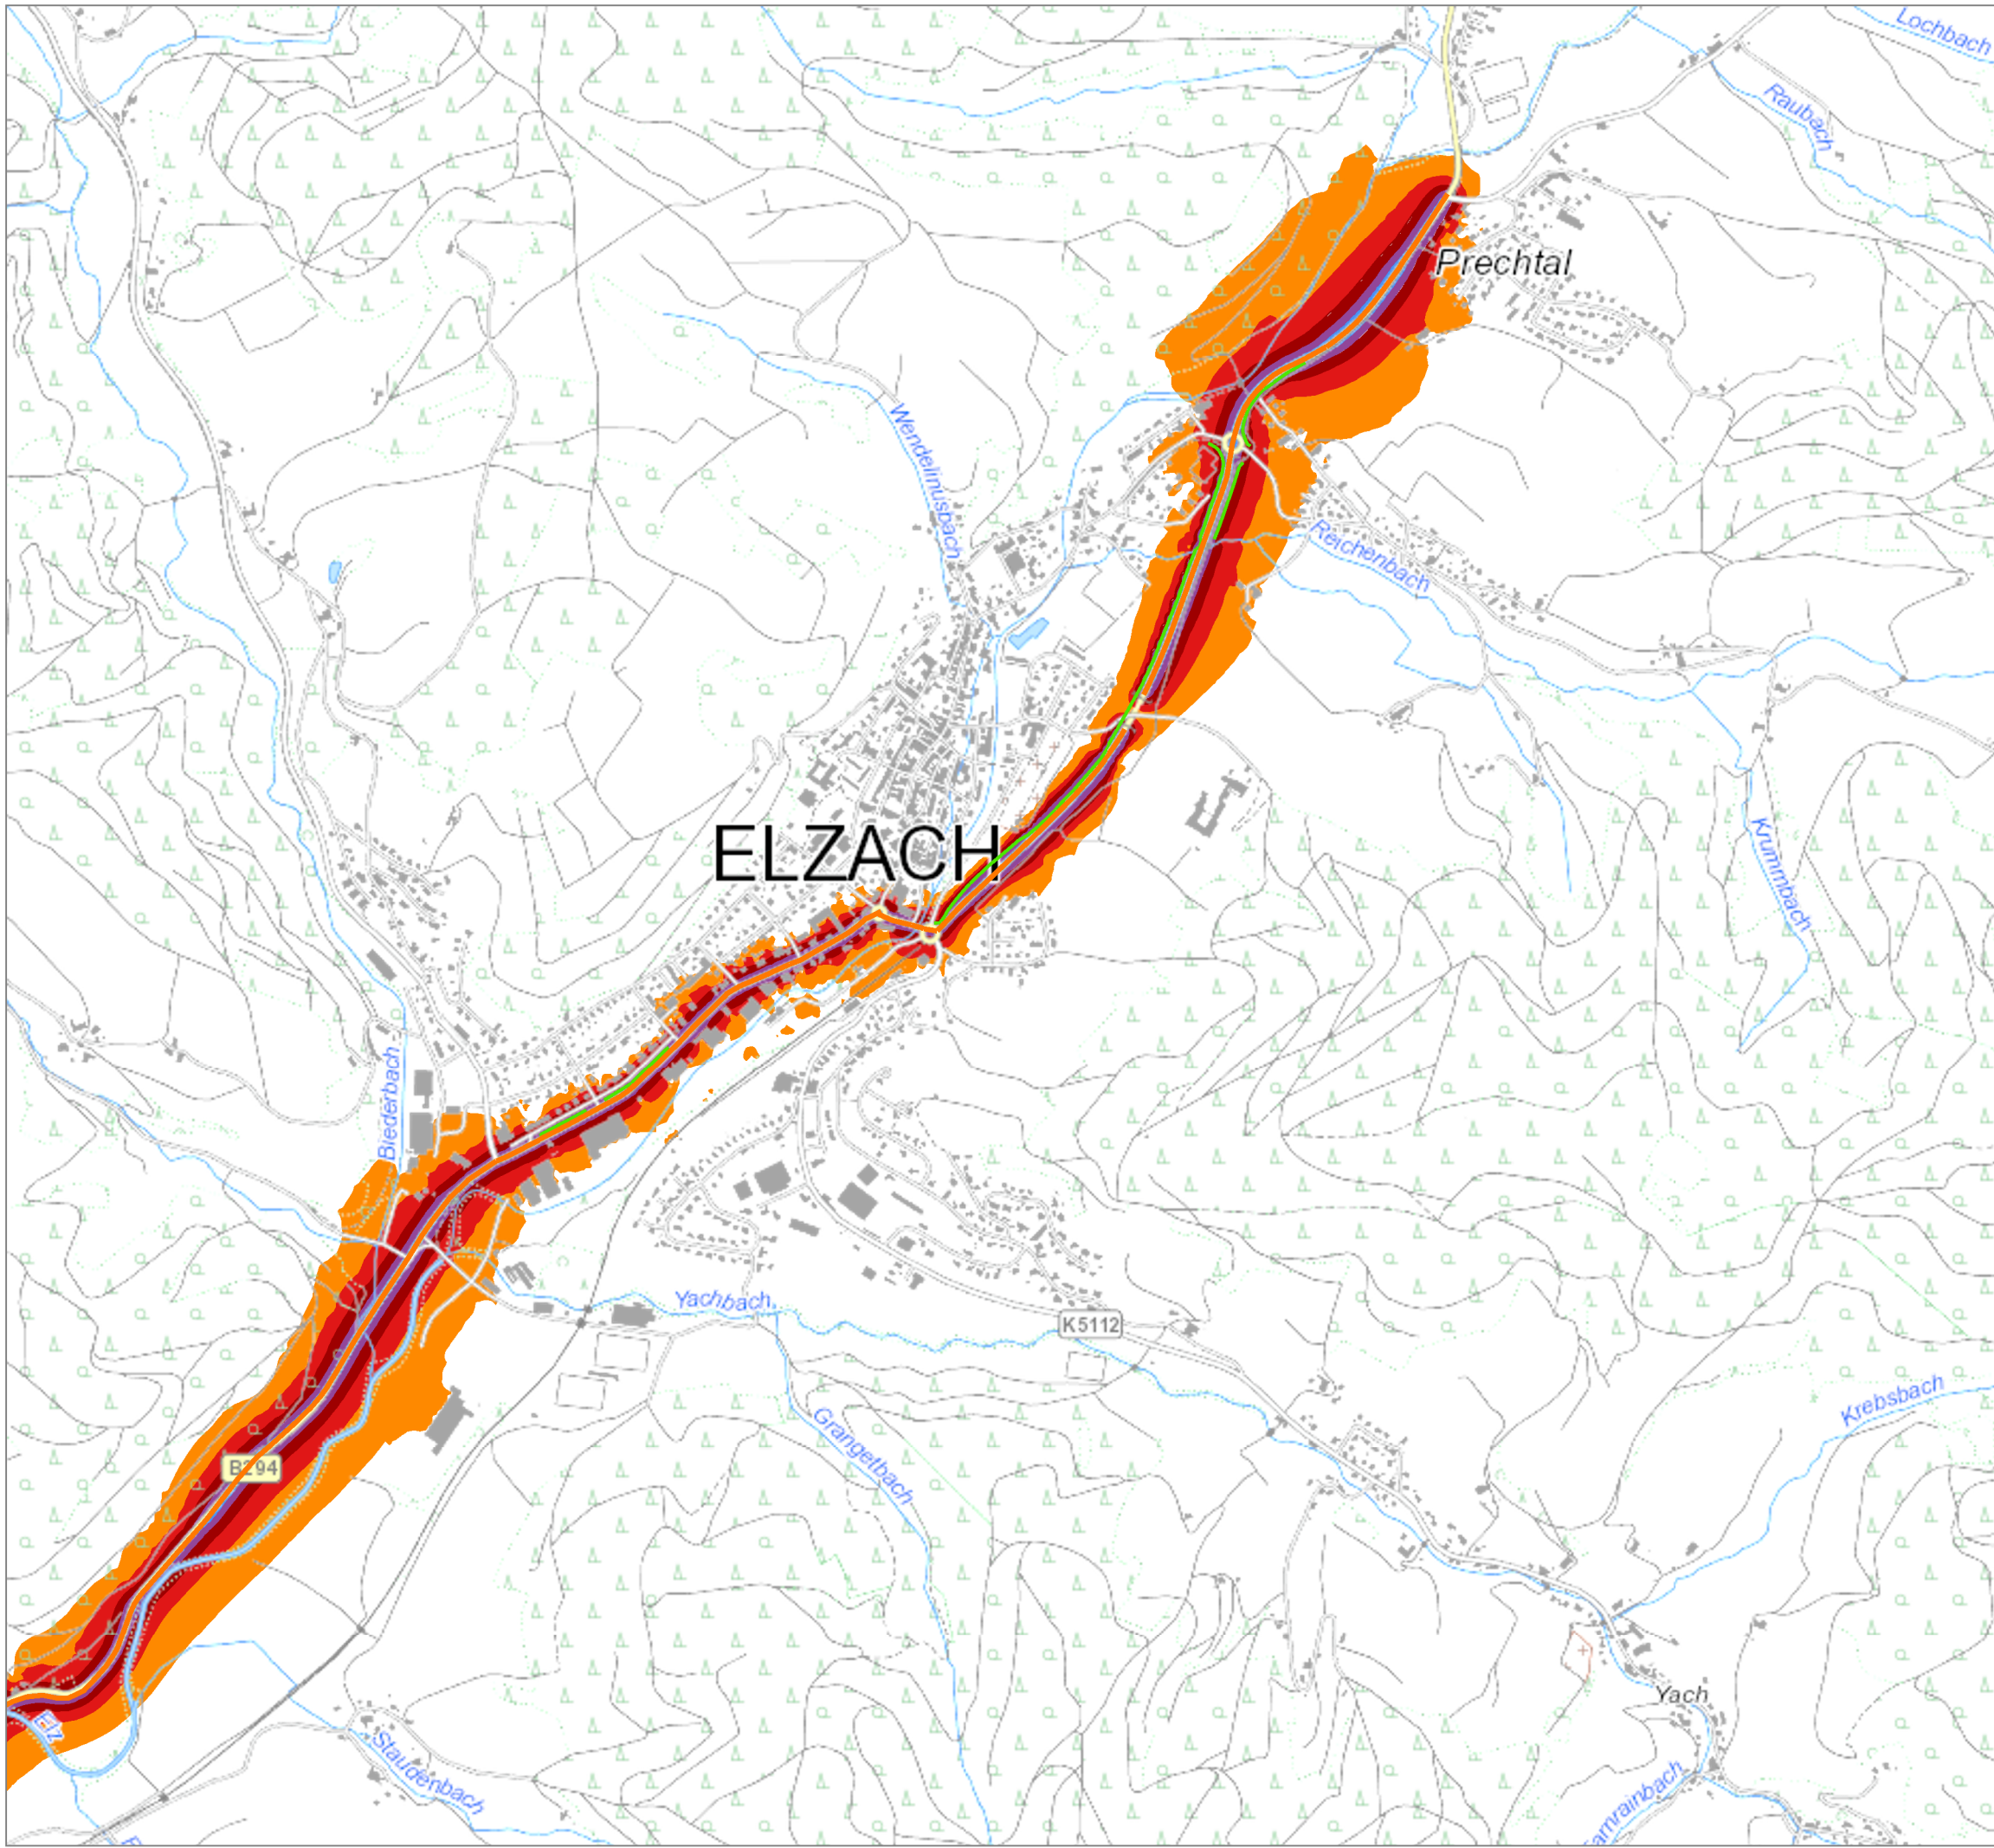 Lochbach
Raubach
Prechtal
Wendelinusbach
Reichenbach
ELZACH
Krummbach
Biederbach
Yachbach
K5112
Krebsbach
Grangetbach
B294
Yach
Elz
Staudenbach